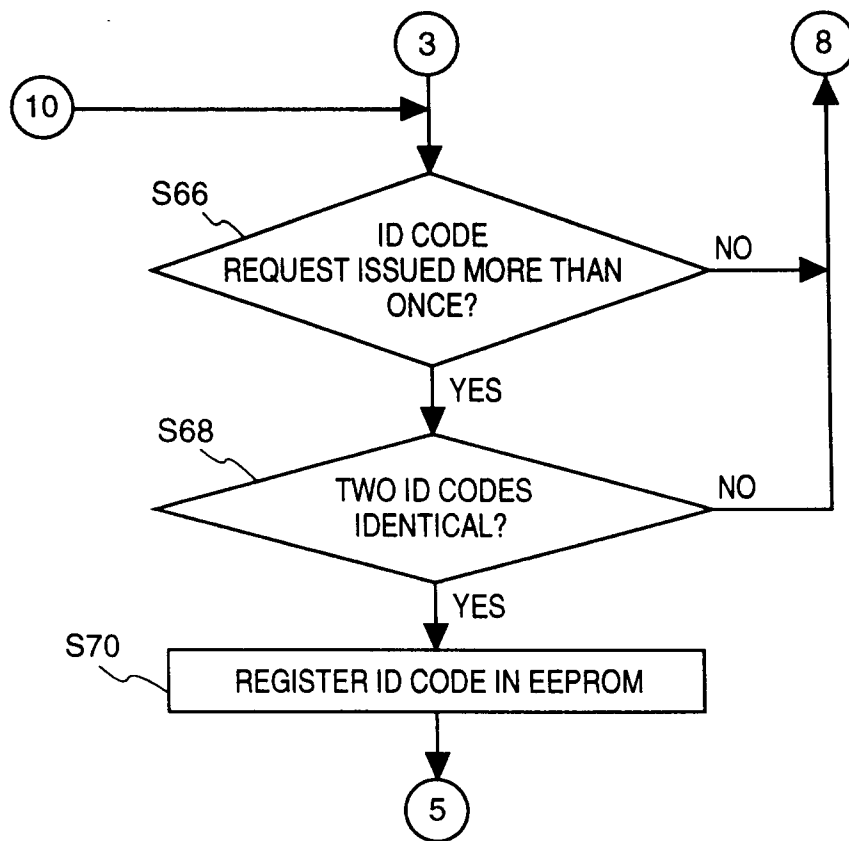 3
8
10
S66
ID CODE
REQUEST ISSUED MORE THAN
ONCE?
NO
YES
S68
TWO ID CODES
IDENTICAL?
NO
YES
S70
REGISTER ID CODE IN EEPROM
5